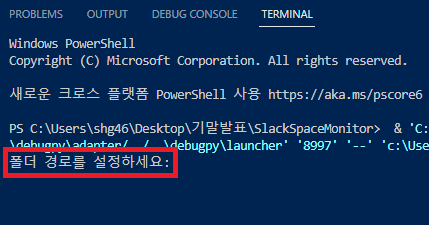 PROBLEMS OUTPUT DEBUG CONSOLE TERMINAL
Windows PowerShell
Copyright (C) Microsoft Corporation. All rights reserved.
새로운 크로스 플랫폼 PowerShell 사용 https://aka.ms/pscore6
PS C:\Users\shg46\Desktop\기말발표\SlackSpaceMonitor> & 'C:
\debugpy\adapter/../..\debugpy\launcher' '8997' '--' 'c:\Use
폴더 경로를 설정하세요: